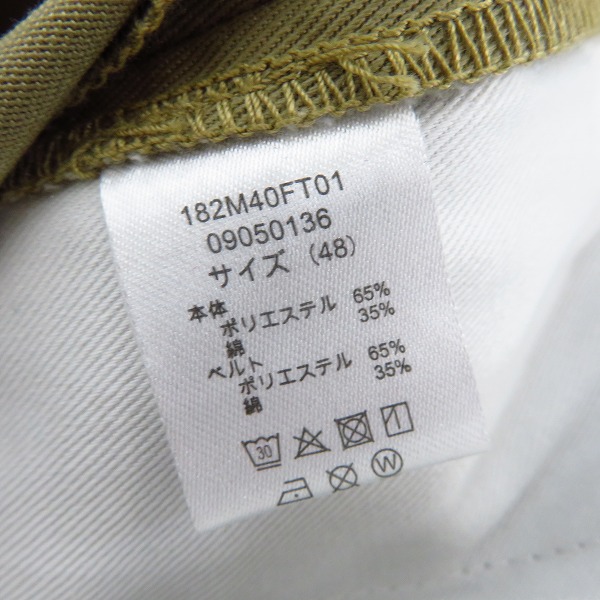 182M40FT01
09050136
サイズ (48)
本体
ポリエステル 65%
綿 35%
ベルト
ポリエステル 65%
綿 35%
30
W